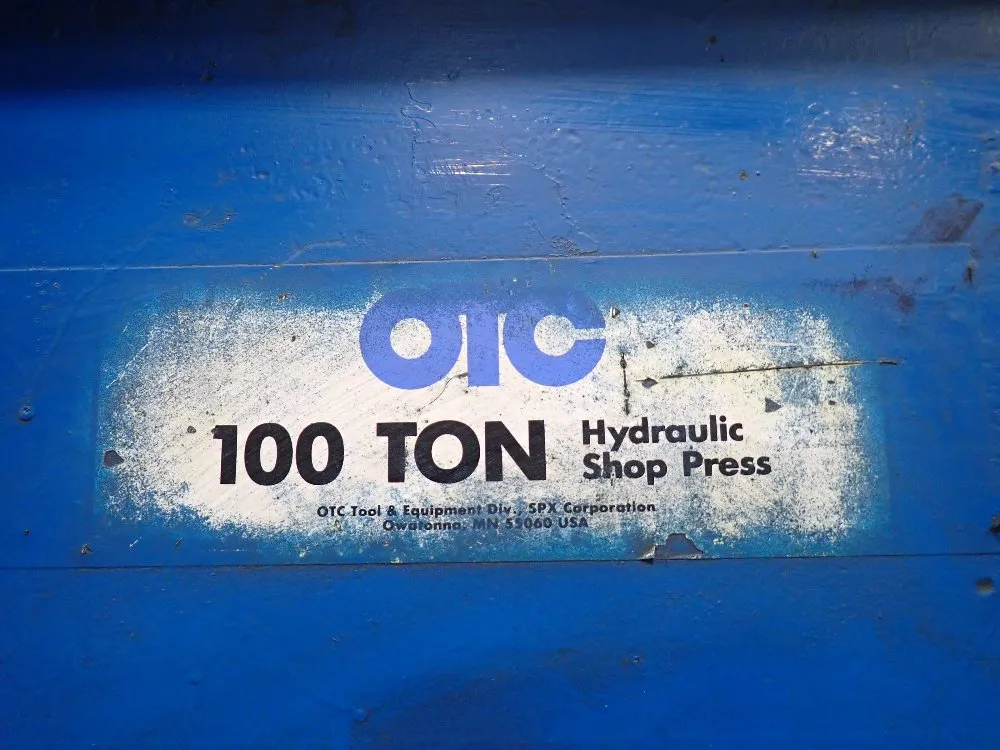 OTC
100 TON Hydraulic
Shop Press
OTC Tool & Equipment Div., SPX Corporation
Owatonna, MN 55060 USA